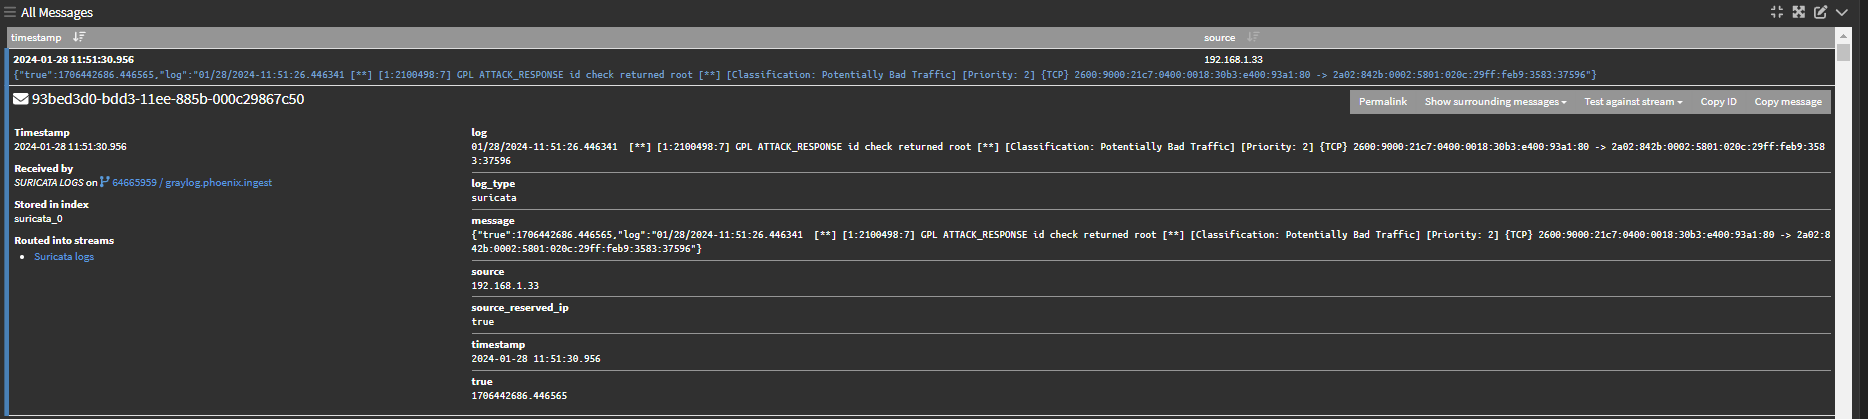 All Messages
timestamp source
2024-01-28 11:51:30.956 192.168.1.33
{"true":1706442686.446565,"log":"01/28/2024-11:51:26.446341 [**] [1:2100498:7] GPL ATTACK_RESPONSE id check returned root [**] [Classification: Potentially Bad Traffic] [Priority: 2] {TCP} 2600:9000:21c7:0400:0018:30b3:e400:93a1:80 -> 2a02:842b:0002:5801:020c:29ff:feb9:3583:37596"}
93bed3d0-bdd3-11ee-885b-000c29867c50
Permalink Show surrounding messages Test against stream Copy ID Copy message
Timestamp
2024-01-28 11:51:30.956
Received by
SURICATA LOGS on 64665959 / graylog.phoenix.ingest
Stored in index
suricata_0
Routed into streams
• Suricata logs
log
01/28/2024-11:51:26.446341  [**] [1:2100498:7] GPL ATTACK_RESPONSE id check returned root [**] [Classification: Potentially Bad Traffic] [Priority: 2] {TCP} 2600:9000:21c7:0400:0018:30b3:e400:93a1:80 -> 2a02:842b:0002:5801:020c:29ff:feb9:358
3:37596
log_type
suricata
message
{"true":1706442686.446565,"log":"01/28/2024-11:51:26.446341  [**] [1:2100498:7] GPL ATTACK_RESPONSE id check returned root [**] [Classification: Potentially Bad Traffic] [Priority: 2] {TCP} 2600:9000:21c7:0400:0018:30b3:e400:93a1:80 -> 2a02:8
42b:0002:5801:020c:29ff:feb9:3583:37596"}
source
192.168.1.33
source_reserved_ip
true
timestamp
2024-01-28 11:51:30.956
true
1706442686.446565